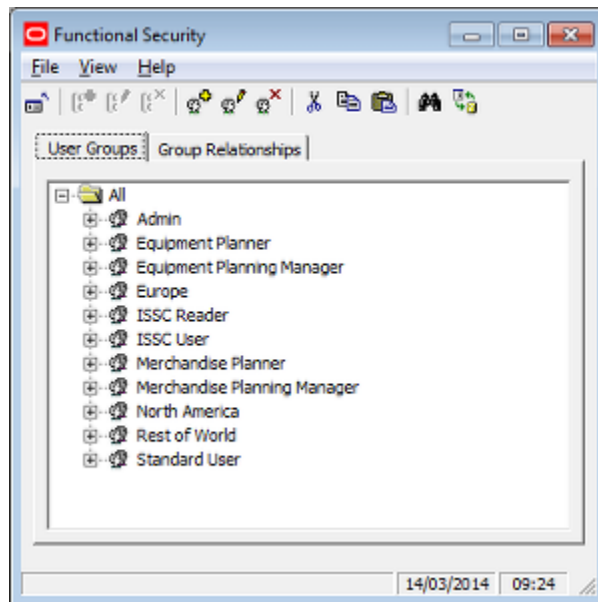 Functional Security
File View Help
User Groups Group Relationships
All
Admin
Equipment Planner
Equipment Planning Manager
Europe
ISSC Reader
ISSC User
Merchandise Planner
Merchandise Planning Manager
North America
Rest of World
Standard User
14/03/2014 09:24